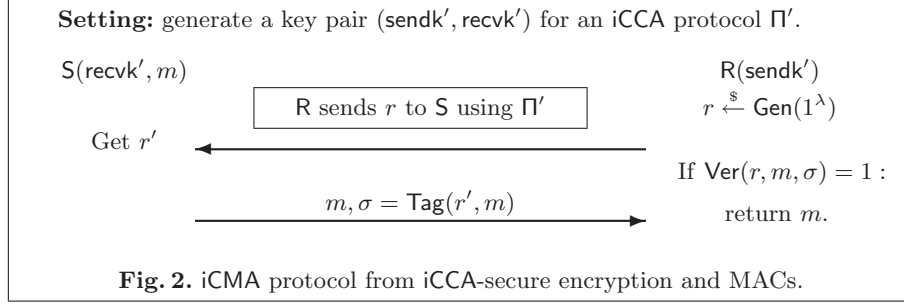 Setting: generate a key pair (sendk′, recvk′) for an iCCA protocol Π′.
S(recvk′, m) R(sendk′)
R sends r to S using Π′ r $← Gen(1^λ)
Get r′
If Ver(r, m, σ) = 1 :
m, σ = Tag(r′, m)
return m.
Fig. 2. iCMA protocol from iCCA-secure encryption and MACs.